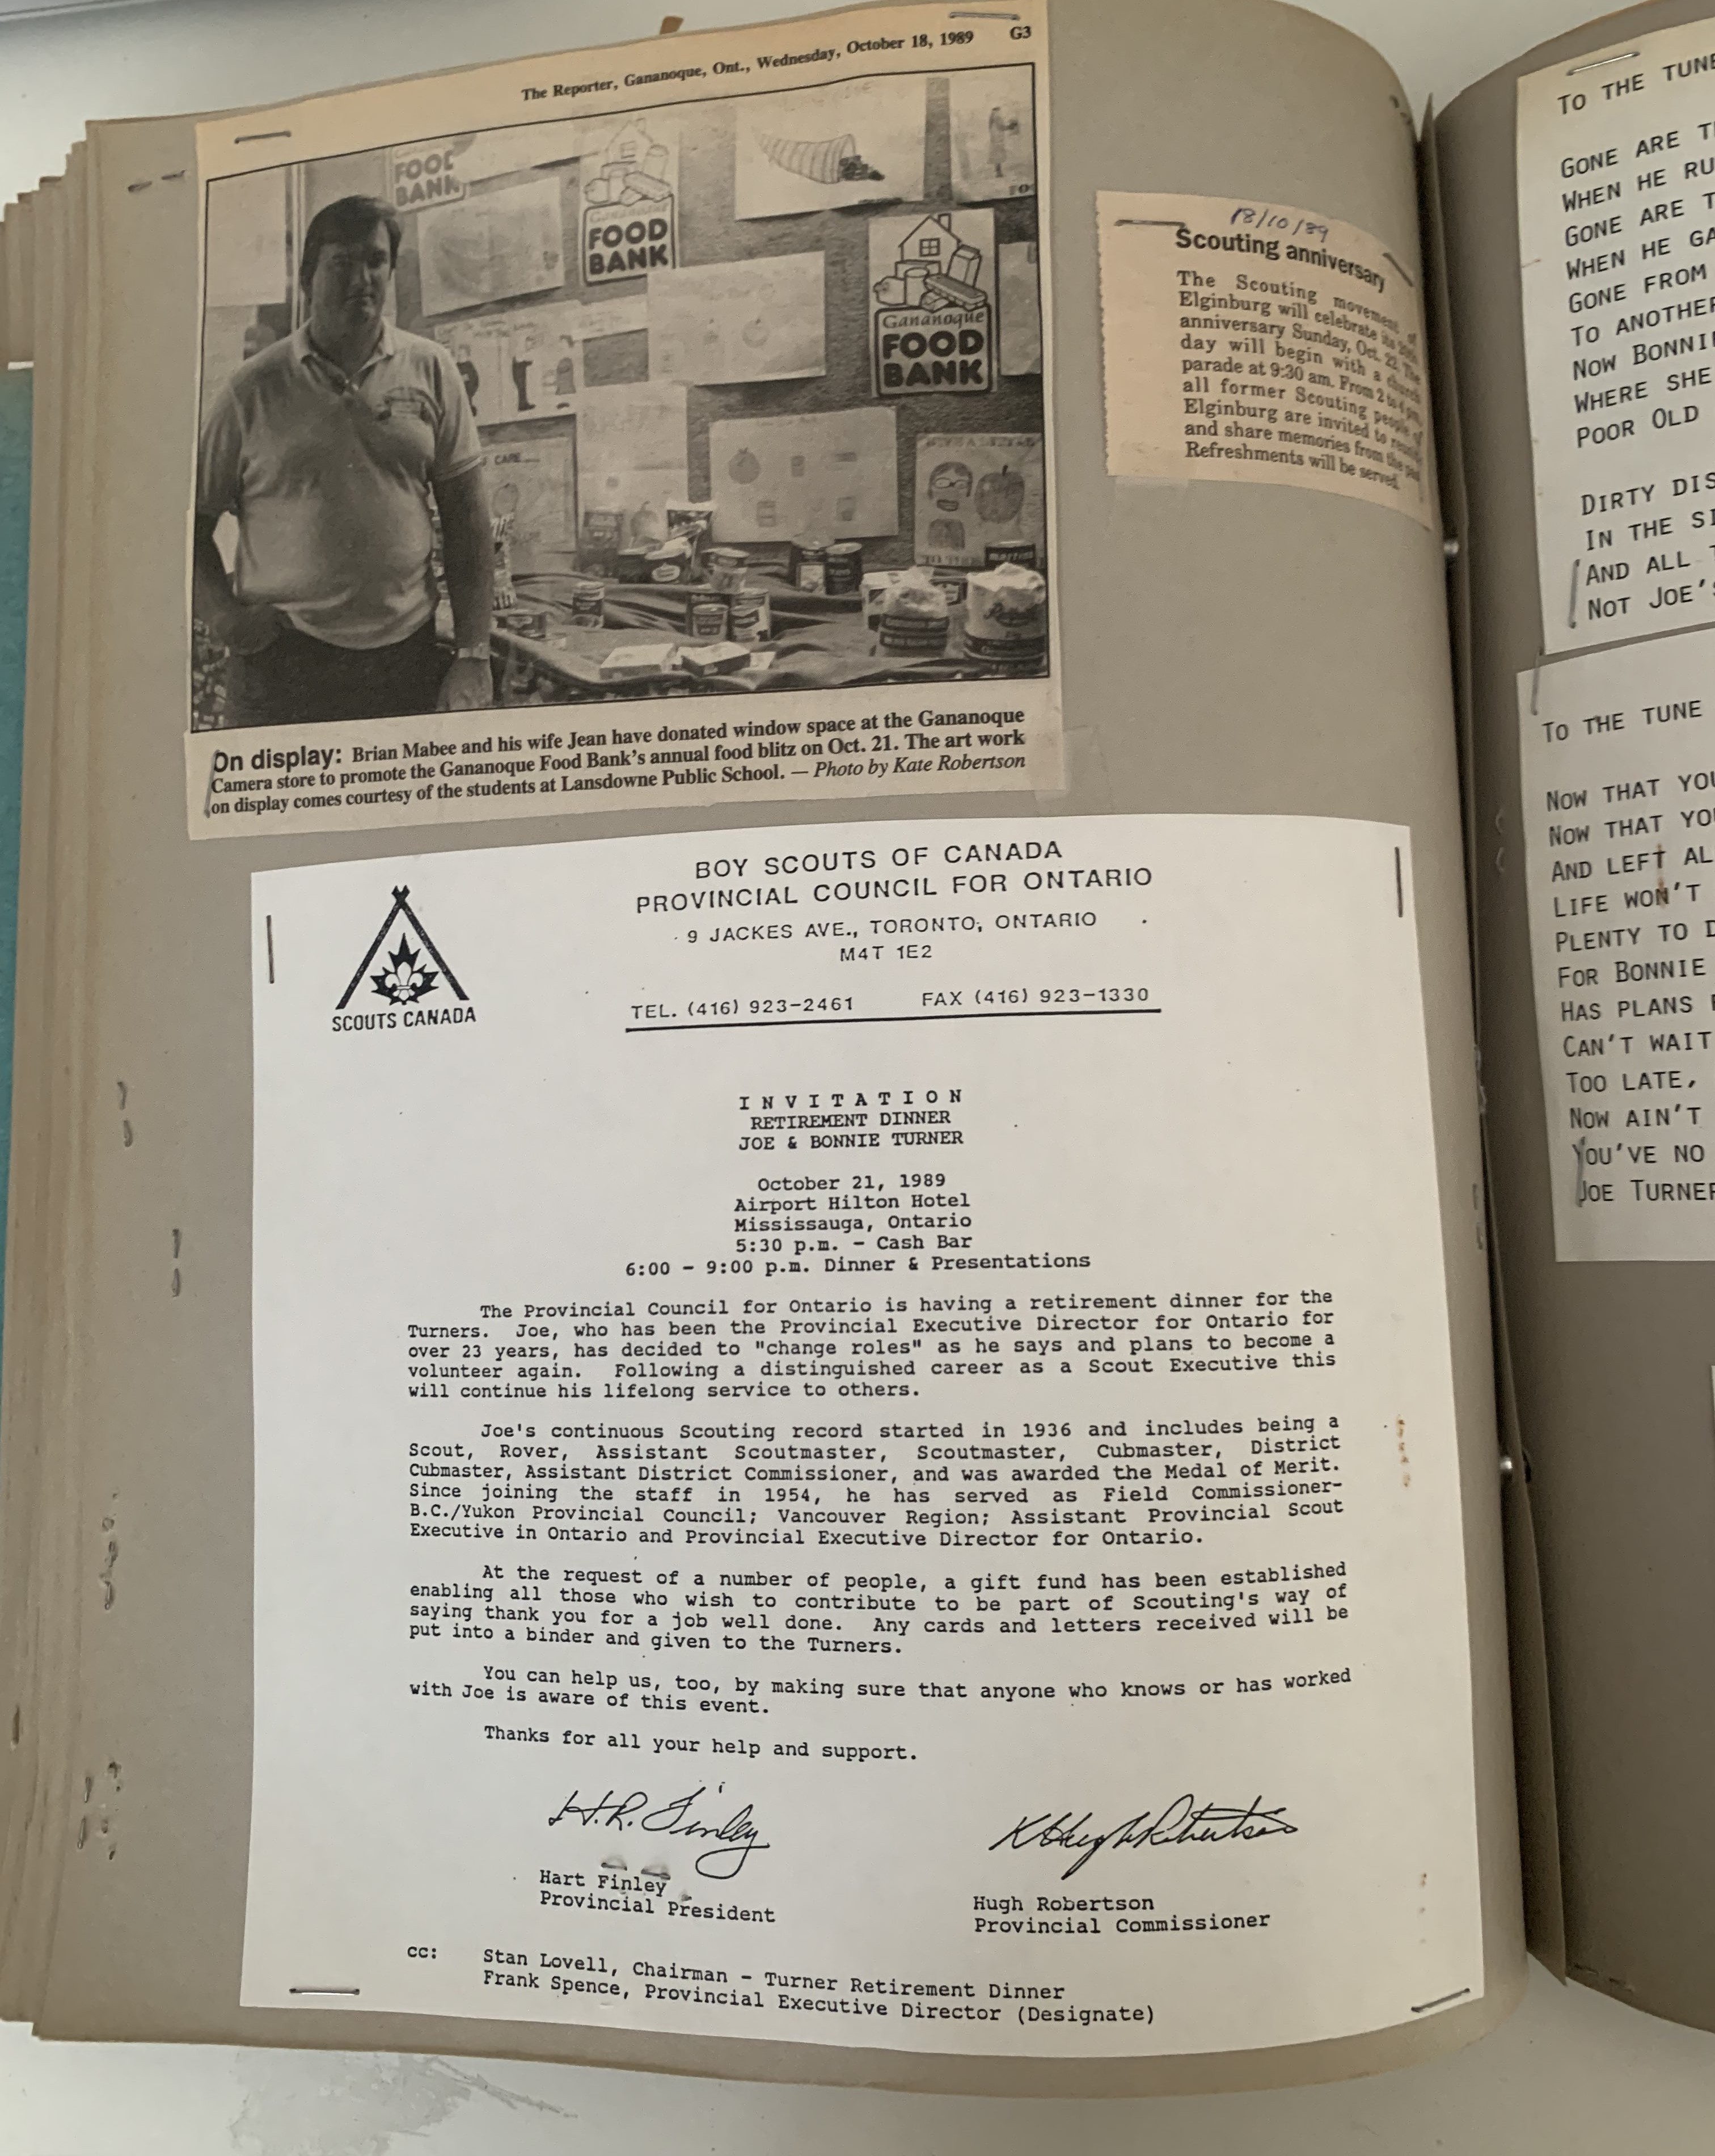 The Reporter, Gananoque, Ont., Wednesday, October 18, 1989 G3
FOOD
BANK
Gananoque
FOOD
BANK
Gananoque
FOOD
BANK
CARE....
On display: Brian Mabee and his wife Jean have donated window space at the Gananoque
Camera store to promote the Gananoque Food Bank's annual food blitz on Oct. 21. The art work
on display comes courtesy of the students at Lansdowne Public School. — Photo by Kate Robertson
18/10/89
Scouting anniversary
The Scouting movement of
Elginburg will celebrate its
anniversary Sunday, Oct. 22. The
day will begin with a church
parade at 9:30 am. From 2 to 4 pm,
all former Scouting people of
Elginburg are invited to
and share memories from the past
Refreshments will be served.
BOY SCOUTS OF CANADA
PROVINCIAL COUNCIL FOR ONTARIO
9 JACKES AVE., TORONTO, ONTARIO
M4T 1E2
TEL. (416) 923-2461 FAX (416) 923-1330
SCOUTS CANADA
INVITATION
RETIREMENT DINNER
JOE & BONNIE TURNER
October 21, 1989
Airport Hilton Hotel
Mississauga, Ontario
5:30 p.m. - Cash Bar
6:00 - 9:00 p.m. Dinner & Presentations
The Provincial Council for Ontario is having a retirement dinner for the
Turners. Joe, who has been the Provincial Executive Director for Ontario for
over 23 years, has decided to "change roles" as he says and plans to become a
volunteer again. Following a distinguished career as a Scout Executive this
will continue his lifelong service to others.
Joe's continuous Scouting record started in 1936 and includes being a
Scout, Rover, Assistant Scoutmaster, Scoutmaster, Cubmaster, District
Cubmaster, Assistant District Commissioner, and was awarded the Medal of Merit.
Since joining the staff in 1954, he has served as Field Commissioner-
B.C./Yukon Provincial Council; Vancouver Region; Assistant Provincial Scout
Executive in Ontario and Provincial Executive Director for Ontario.
At the request of a number of people, a gift fund has been established
enabling all those who wish to contribute to be part of Scouting's way of
saying thank you for a job well done. Any cards and letters received will be
put into a binder and given to the Turners.
You can help us, too, by making sure that anyone who knows or has worked
with Joe is aware of this event.
Thanks for all your help and support.
H.R. Finley
K Hugh Robertson
Hart Finley
Provincial President
Hugh Robertson
Provincial Commissioner
cc: Stan Lovell, Chairman - Turner Retirement Dinner
Frank Spence, Provincial Executive Director (Designate)
TO THE TUNE
GONE ARE
WHEN HE
GONE ARE
WHEN HE
GONE FROM
TO ANOTHER
NOW BONNIE
WHERE SHE
POOR OLD
DIRTY
IN THE
AND ALL
NOT JOE'S
TO THE TUNE
NOW THAT YOU
NOW THAT YOU
AND LEFT
LIFE WON'T
PLENTY TO
FOR BONNIE
HAS PLANS
CAN'T WAIT
TOO LATE,
NOW AIN'T
YOU'VE NO
JOE TURNER